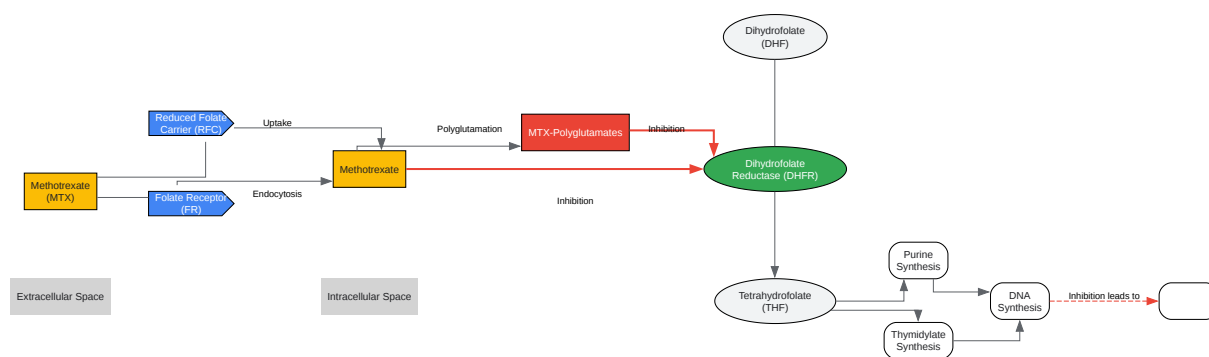 Dihydrofolate
(DHF)
Reduced Folate
Carrier (RFC)
Uptake
Polyglutamation
MTX-Polyglutamates
Inhibition
Methotrexate
Dihydrofolate
Reductase (DHFR)
Methotrexate
(MTX)
Folate Receptor
(FR)
Endocytosis
Inhibition
Purine
Synthesis
Extracellular Space
Intracellular Space
Tetrahydrofolate
(THF)
DNA
Synthesis
Inhibition leads to
Thymidylate
Synthesis